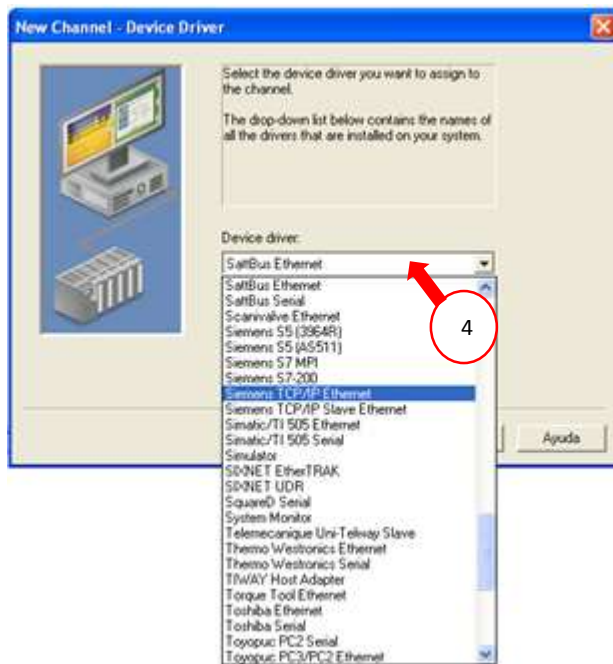 New Channel - Device Driver
Select the device driver you want to assign to
the channel.
The drop-down list below contains the names of
all the drivers that are installed on your system.
Device driver:
SattBus Ethernet
4
SattBus Ethernet
SattBus Serial
Scanivalve Ethernet
Siemens S5 (3964R)
Siemens S5 (AS511)
Siemens S7 MPI
Siemens S7-200
Siemens TCP/IP Ethernet
Siemens TCP/IP Slave Ethernet
Simatic/TI 505 Ethernet
Simatic/TI 505 Serial
Simulator
SIXNET EtherTRAK
SIXNET UDR
SquareD Serial
System Monitor
Telemecanique Uni-Telway Slave
Thermo Westronics Ethernet
Thermo Westronics Serial
TIWAY Host Adapter
Torque Tool Ethernet
Toshiba Ethernet
Toshiba Serial
Toyopuc PC2 Serial
Toyopuc PC3/PC2 Ethernet
Ayuda